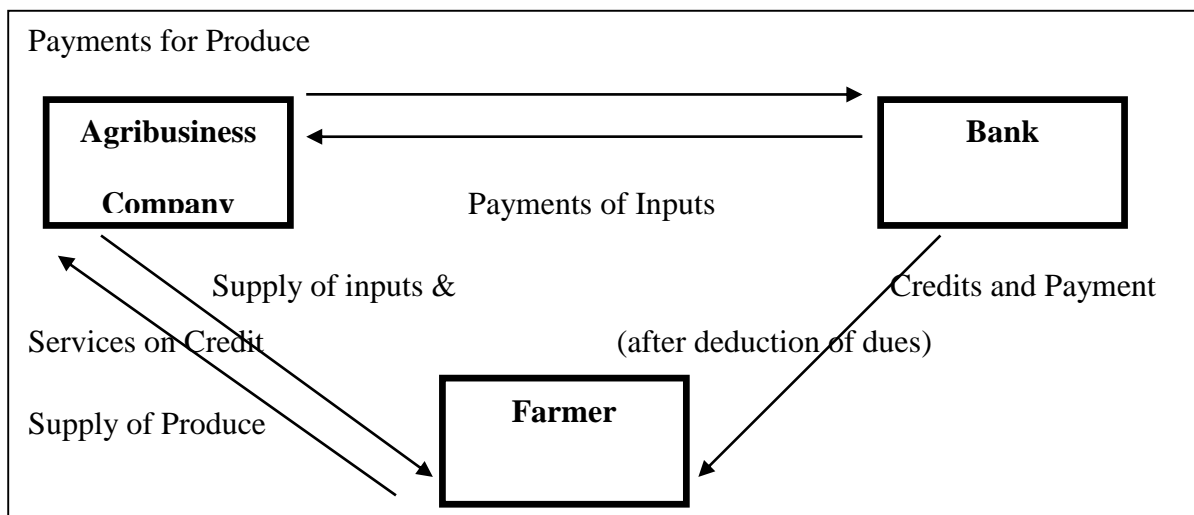 Payments for Produce
Agribusiness
Company
Bank
Payments of Inputs
Supply of inputs &
Credits and Payment
Services on Credit
(after deduction of dues)
Farmer
Supply of Produce